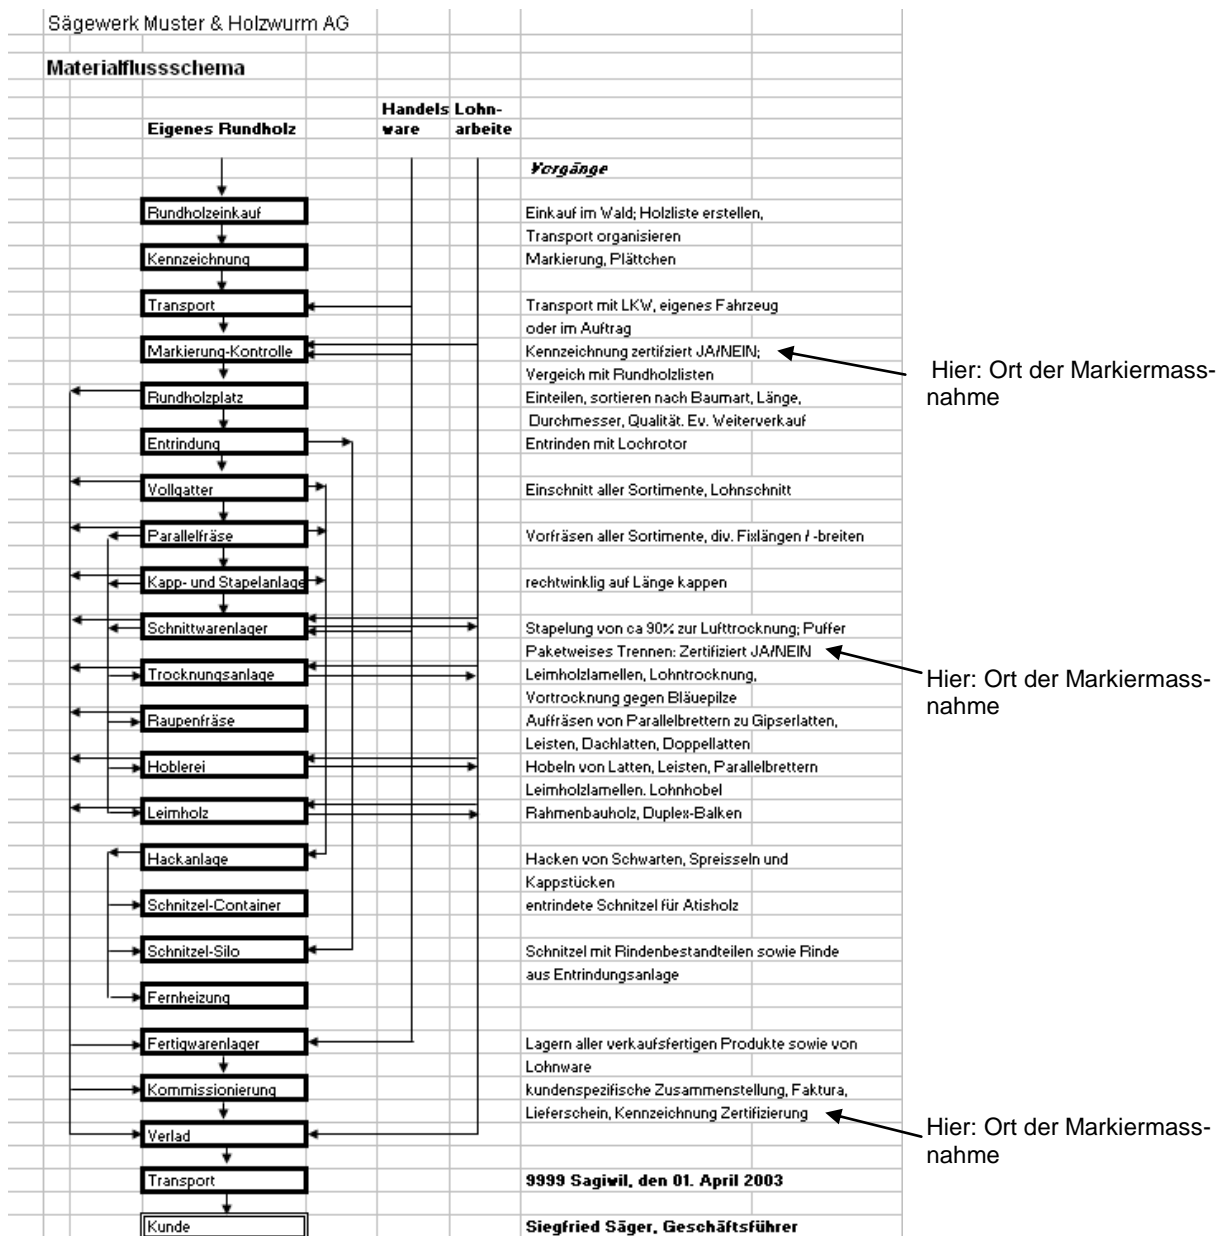 Sägewerk Muster & Holzwurm AG
Materialflussschema
Handels Lohn-
Eigenes Rundholz ware arbeite
Vorgänge
Rundholzeinkauf Einkauf im Wald; Holzliste erstellen,
Transport organisieren
Kennzeichnung Markierung, Plättchen
Transport Transport mit LKW, eigenes Fahrzeug
oder im Auftrag
Markierung-Kontrolle Kennzeichnung zertifziert JA/NEIN;
Hier: Ort der Markiermass-
nahme
Vergeich mit Rundholzlisten
Rundholzplatz Einteilen, sortieren nach Baumart, Länge,
Durchmesser, Qualität. Ev. Weiterverkauf
Entrindung Entrinden mit Lochrotor
Vollgatter Einschnitt aller Sortimente, Lohnschnitt
Parallelfräse Vorfräsen aller Sortimente, div. Fixlängen / -breiten
Kapp- und Stapelanlage rechtwinklig auf Länge kappen
Schnittwarenlager Stapelung von ca 90% zur Lufttrocknung; Puffer
Paketweises Trennen: Zertifiziert JA/NEIN
Hier: Ort der Markiermass-
nahme
Trocknungsanlage Leimholzlamellen, Lohntrocknung,
Vortrocknung gegen Bläuepilze
Raupenfräse Auffräsen von Parallelbrettern zu Gipserlatten,
Leisten, Dachlatten, Doppellatten
Hoblerei Hobeln von Latten, Leisten, Parallelbrettern
Leimholzlamellen. Lohnhobel
Leimholz Rahmenbauholz, Duplex-Balken
Hackanlage Hacken von Schwarten, Spreisseln und
Kappstücken
Schnitzel-Container entrindete Schnitzel für Atisholz
Schnitzel-Silo Schnitzel mit Rindenbestandteilen sowie Rinde
aus Entrindungsanlage
Fernheizung
Fertigwarenlager Lagern aller verkaufsfertigen Produkte sowie von
Lohnware
Kommissionierung kundenspezifische Zusammenstellung, Faktura,
Lieferschein, Kennzeichnung Zertifizierung
Hier: Ort der Markiermass-
nahme
Verlad
Transport 9999 Sagiwil, den 01. April 2003
Kunde Siegfried Säger, Geschäftsführer